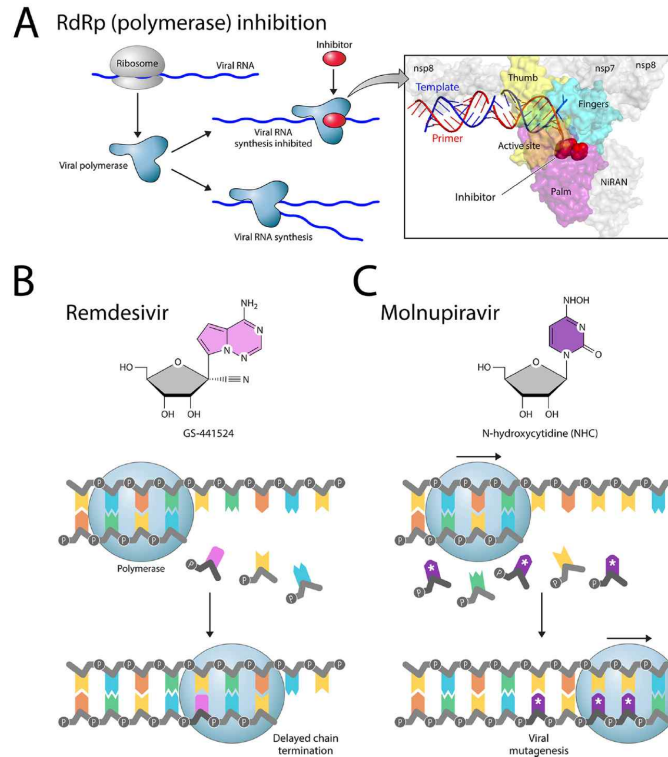 A RdRp (polymerase) inhibition
Ribosome
Viral RNA
Viral polymerase
Inhibitor
Viral RNA
synthesis inhibited
Viral RNA synthesis
nsp8
Thumb
nsp7
nsp8
Template
Fingers
Primer
Active site
Inhibitor
Palm
NiRAN
B Remdesivir
NH2
N
N
N
O
HO
N
OH OH
GS-441524
P P P P P P P P
P P P P
Polymerase
P
P
P
Delayed chain
termination
C Molnupiravir
NHOH
N
N
O
O
HO
OH OH
N-hydroxycytidine (NHC)
*
*
*
P
P
P
P
P
* * *
Viral
mutagenesis